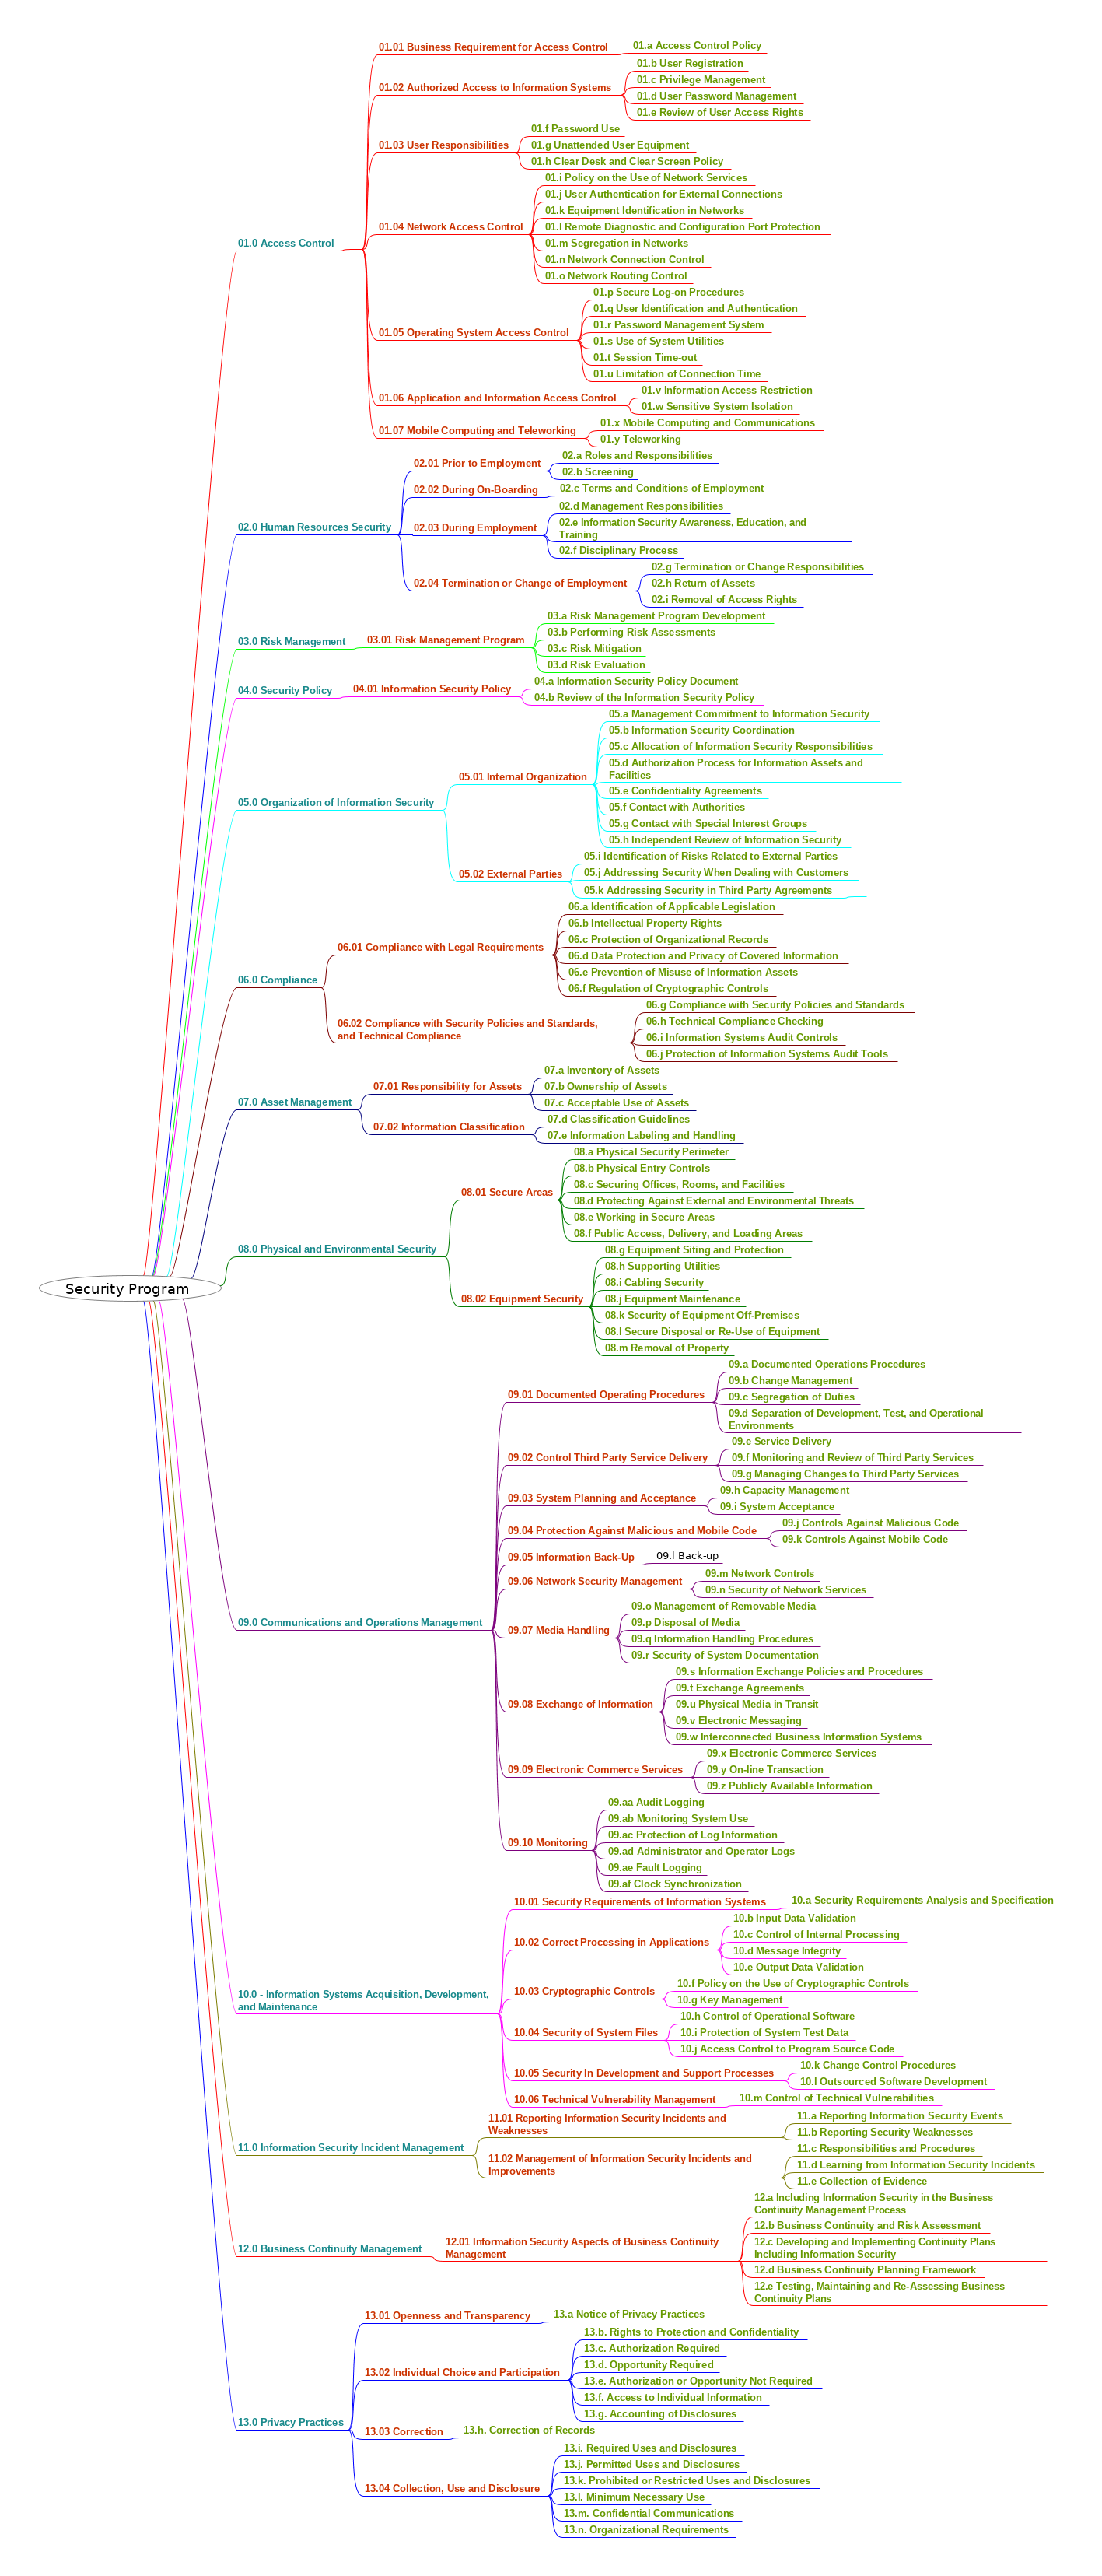 01.01 Business Requirement for Access Control
01.a Access Control Policy
01.02 Authorized Access to Information Systems
01.b User Registration
01.c Privilege Management
01.d User Password Management
01.e Review of User Access Rights
01.03 User Responsibilities
01.f Password Use
01.g Unattended User Equipment
01.h Clear Desk and Clear Screen Policy
01.0 Access Control
01.04 Network Access Control
01.i Policy on the Use of Network Services
01.j User Authentication for External Connections
01.k Equipment Identification in Networks
01.l Remote Diagnostic and Configuration Port Protection
01.m Segregation in Networks
01.n Network Connection Control
01.o Network Routing Control
01.05 Operating System Access Control
01.p Secure Log-on Procedures
01.q User Identification and Authentication
01.r Password Management System
01.s Use of System Utilities
01.t Session Time-out
01.u Limitation of Connection Time
01.06 Application and Information Access Control
01.v Information Access Restriction
01.w Sensitive System Isolation
01.07 Mobile Computing and Teleworking
01.x Mobile Computing and Communications
01.y Teleworking
02.0 Human Resources Security
02.01 Prior to Employment
02.a Roles and Responsibilities
02.b Screening
02.02 During On-Boarding
02.c Terms and Conditions of Employment
02.03 During Employment
02.d Management Responsibilities
02.e Information Security Awareness, Education, and
Training
02.f Disciplinary Process
02.04 Termination or Change of Employment
02.g Termination or Change Responsibilities
02.h Return of Assets
02.i Removal of Access Rights
03.0 Risk Management
03.01 Risk Management Program
03.a Risk Management Program Development
03.b Performing Risk Assessments
03.c Risk Mitigation
03.d Risk Evaluation
04.0 Security Policy
04.01 Information Security Policy
04.a Information Security Policy Document
04.b Review of the Information Security Policy
05.0 Organization of Information Security
05.01 Internal Organization
05.a Management Commitment to Information Security
05.b Information Security Coordination
05.c Allocation of Information Security Responsibilities
05.d Authorization Process for Information Assets and
Facilities
05.e Confidentiality Agreements
05.f Contact with Authorities
05.g Contact with Special Interest Groups
05.h Independent Review of Information Security
05.02 External Parties
05.i Identification of Risks Related to External Parties
05.j Addressing Security When Dealing with Customers
05.k Addressing Security in Third Party Agreements
06.0 Compliance
06.01 Compliance with Legal Requirements
06.a Identification of Applicable Legislation
06.b Intellectual Property Rights
06.c Protection of Organizational Records
06.d Data Protection and Privacy of Covered Information
06.e Prevention of Misuse of Information Assets
06.f Regulation of Cryptographic Controls
06.02 Compliance with Security Policies and Standards,
and Technical Compliance
06.g Compliance with Security Policies and Standards
06.h Technical Compliance Checking
06.i Information Systems Audit Controls
06.j Protection of Information Systems Audit Tools
07.0 Asset Management
07.01 Responsibility for Assets
07.a Inventory of Assets
07.b Ownership of Assets
07.c Acceptable Use of Assets
07.02 Information Classification
07.d Classification Guidelines
07.e Information Labeling and Handling
08.0 Physical and Environmental Security
08.01 Secure Areas
08.a Physical Security Perimeter
08.b Physical Entry Controls
08.c Securing Offices, Rooms, and Facilities
08.d Protecting Against External and Environmental Threats
08.e Working in Secure Areas
08.f Public Access, Delivery, and Loading Areas
08.02 Equipment Security
08.g Equipment Siting and Protection
08.h Supporting Utilities
08.i Cabling Security
08.j Equipment Maintenance
08.k Security of Equipment Off-Premises
08.l Secure Disposal or Re-Use of Equipment
08.m Removal of Property
Security Program
09.0 Communications and Operations Management
09.01 Documented Operating Procedures
09.a Documented Operations Procedures
09.b Change Management
09.c Segregation of Duties
09.d Separation of Development, Test, and Operational
Environments
09.02 Control Third Party Service Delivery
09.e Service Delivery
09.f Monitoring and Review of Third Party Services
09.g Managing Changes to Third Party Services
09.03 System Planning and Acceptance
09.h Capacity Management
09.i System Acceptance
09.04 Protection Against Malicious and Mobile Code
09.j Controls Against Malicious Code
09.k Controls Against Mobile Code
09.05 Information Back-Up
09.l Back-up
09.06 Network Security Management
09.m Network Controls
09.n Security of Network Services
09.07 Media Handling
09.o Management of Removable Media
09.p Disposal of Media
09.q Information Handling Procedures
09.r Security of System Documentation
09.08 Exchange of Information
09.s Information Exchange Policies and Procedures
09.t Exchange Agreements
09.u Physical Media in Transit
09.v Electronic Messaging
09.w Interconnected Business Information Systems
09.09 Electronic Commerce Services
09.x Electronic Commerce Services
09.y On-line Transaction
09.z Publicly Available Information
09.10 Monitoring
09.aa Audit Logging
09.ab Monitoring System Use
09.ac Protection of Log Information
09.ad Administrator and Operator Logs
09.ae Fault Logging
09.af Clock Synchronization
10.0 - Information Systems Acquisition, Development,
and Maintenance
10.01 Security Requirements of Information Systems
10.a Security Requirements Analysis and Specification
10.02 Correct Processing in Applications
10.b Input Data Validation
10.c Control of Internal Processing
10.d Message Integrity
10.e Output Data Validation
10.03 Cryptographic Controls
10.f Policy on the Use of Cryptographic Controls
10.g Key Management
10.04 Security of System Files
10.h Control of Operational Software
10.i Protection of System Test Data
10.j Access Control to Program Source Code
10.05 Security In Development and Support Processes
10.k Change Control Procedures
10.l Outsourced Software Development
10.06 Technical Vulnerability Management
10.m Control of Technical Vulnerabilities
11.0 Information Security Incident Management
11.01 Reporting Information Security Incidents and
Weaknesses
11.a Reporting Information Security Events
11.b Reporting Security Weaknesses
11.02 Management of Information Security Incidents and
Improvements
11.c Responsibilities and Procedures
11.d Learning from Information Security Incidents
11.e Collection of Evidence
12.0 Business Continuity Management
12.01 Information Security Aspects of Business Continuity
Management
12.a Including Information Security in the Business
Continuity Management Process
12.b Business Continuity and Risk Assessment
12.c Developing and Implementing Continuity Plans
Including Information Security
12.d Business Continuity Planning Framework
12.e Testing, Maintaining and Re-Assessing Business
Continuity Plans
13.0 Privacy Practices
13.01 Openness and Transparency
13.a Notice of Privacy Practices
13.02 Individual Choice and Participation
13.b. Rights to Protection and Confidentiality
13.c. Authorization Required
13.d. Opportunity Required
13.e. Authorization or Opportunity Not Required
13.f. Access to Individual Information
13.g. Accounting of Disclosures
13.03 Correction
13.h. Correction of Records
13.04 Collection, Use and Disclosure
13.i. Required Uses and Disclosures
13.j. Permitted Uses and Disclosures
13.k. Prohibited or Restricted Uses and Disclosures
13.l. Minimum Necessary Use
13.m. Confidential Communications
13.n. Organizational Requirements